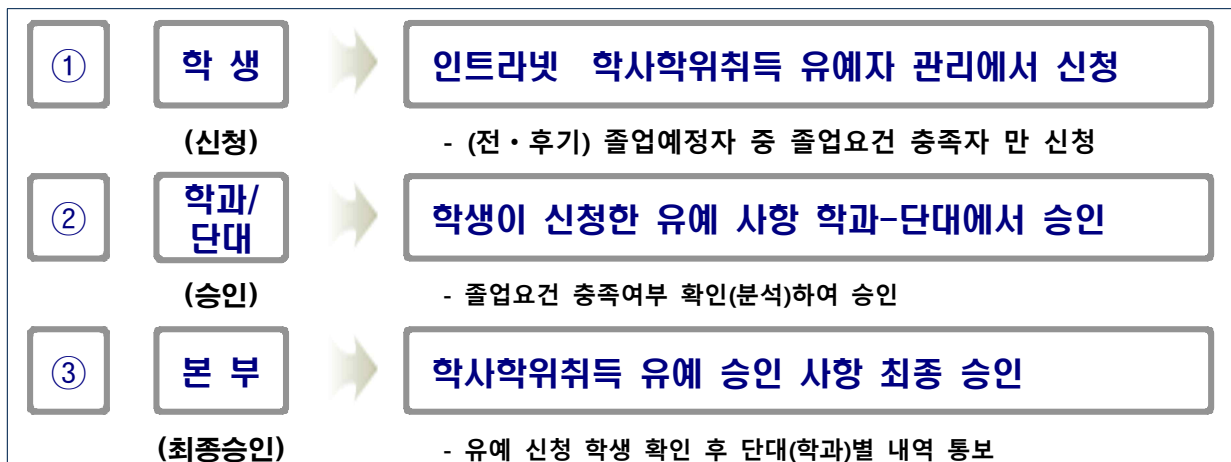 ① 학 생 인트라넷 학사학위취득 유예자 관리에서 신청
(신청) - (전・후기) 졸업예정자 중 졸업요건 충족자 만 신청
② 학과/
단대 학생이 신청한 유예 사항 학과-단대에서 승인
(승인) - 졸업요건 충족여부 확인(분석)하여 승인
③ 본 부 학사학위취득 유예 승인 사항 최종 승인
(최종승인) - 유예 신청 학생 확인 후 단대(학과)별 내역 통보